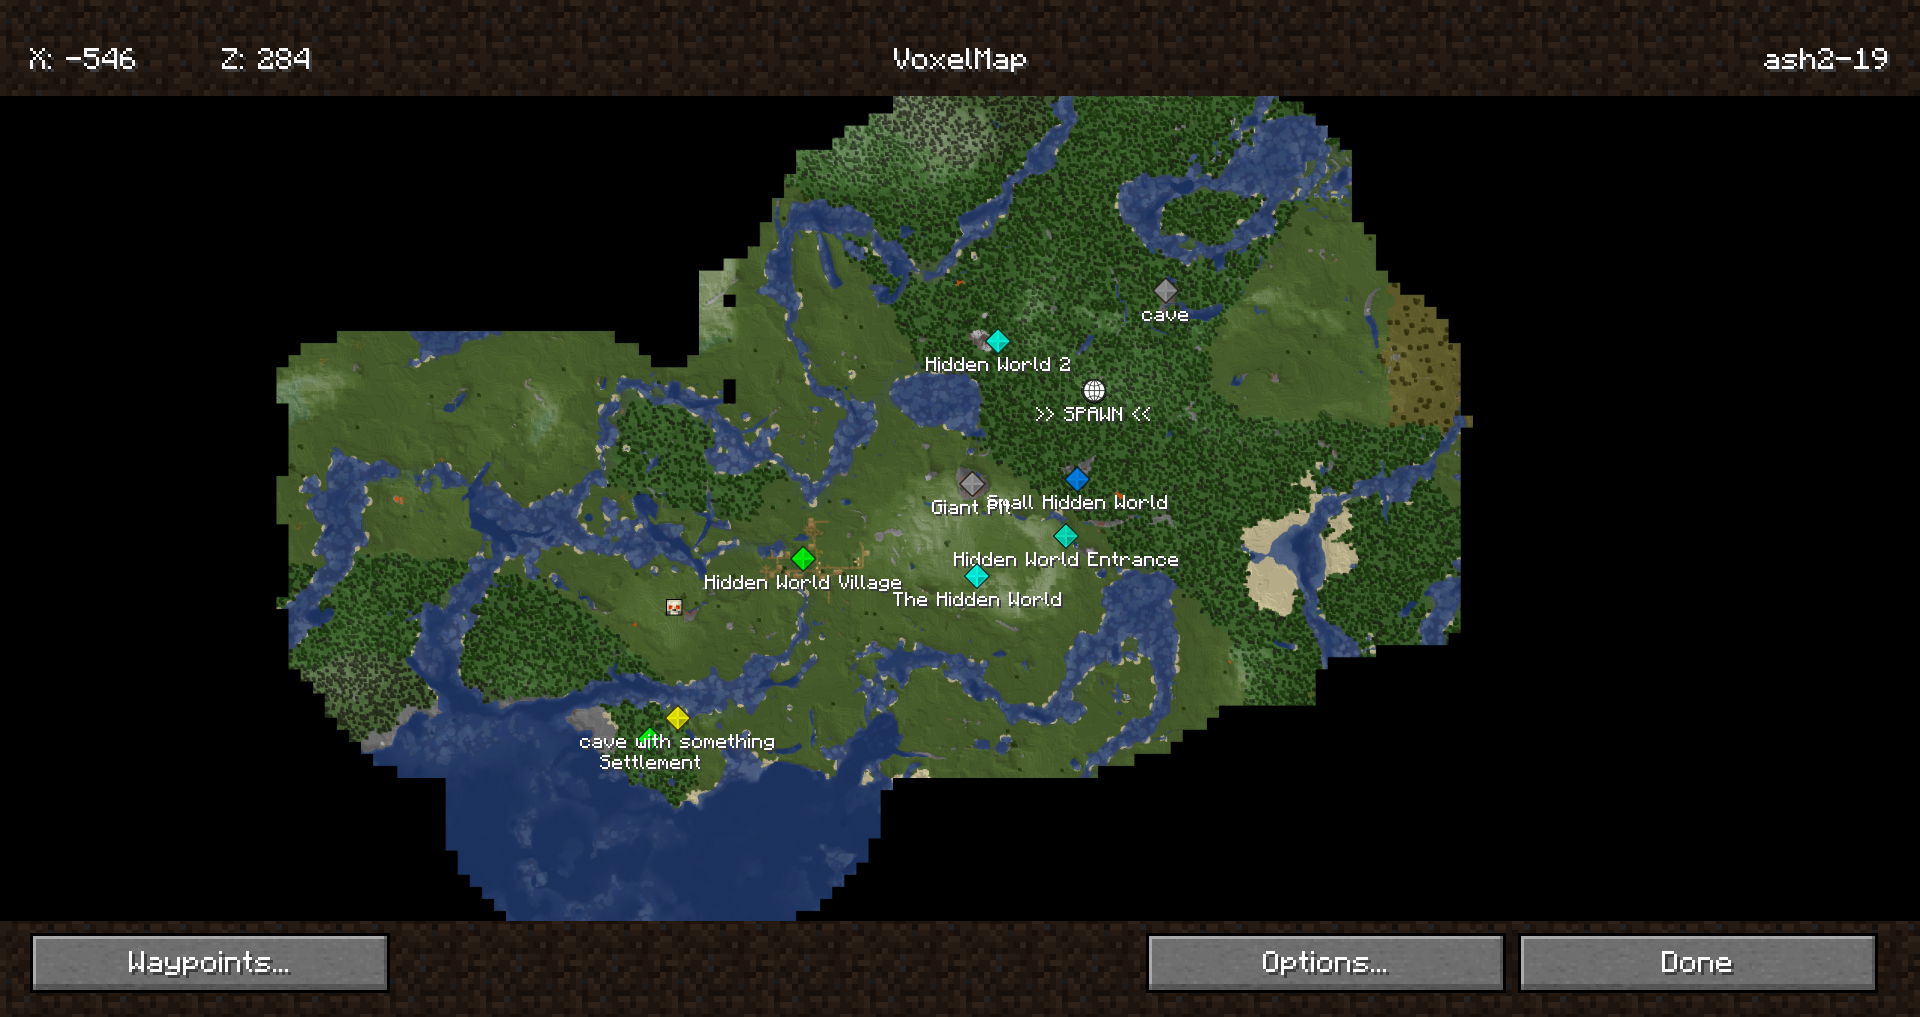 X: -546 Z: 284 VoxelMap ash2-19
cave
Hidden World 2
>> SPAWN <<
Small Hidden World
Giant Pit
Hidden World Entrance
Hidden World Village
The Hidden World
cave with something
Settlement
Waypoints... Options... Done